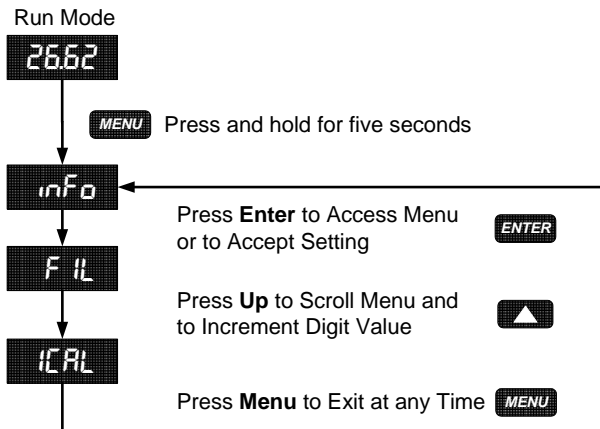 Run Mode
26.62
MENU Press and hold for five seconds
inFo
Press Enter to Access Menu
or to Accept Setting
ENTER
FIL
Press Up to Scroll Menu and
to Increment Digit Value
ICAL
Press Menu to Exit at any Time MENU